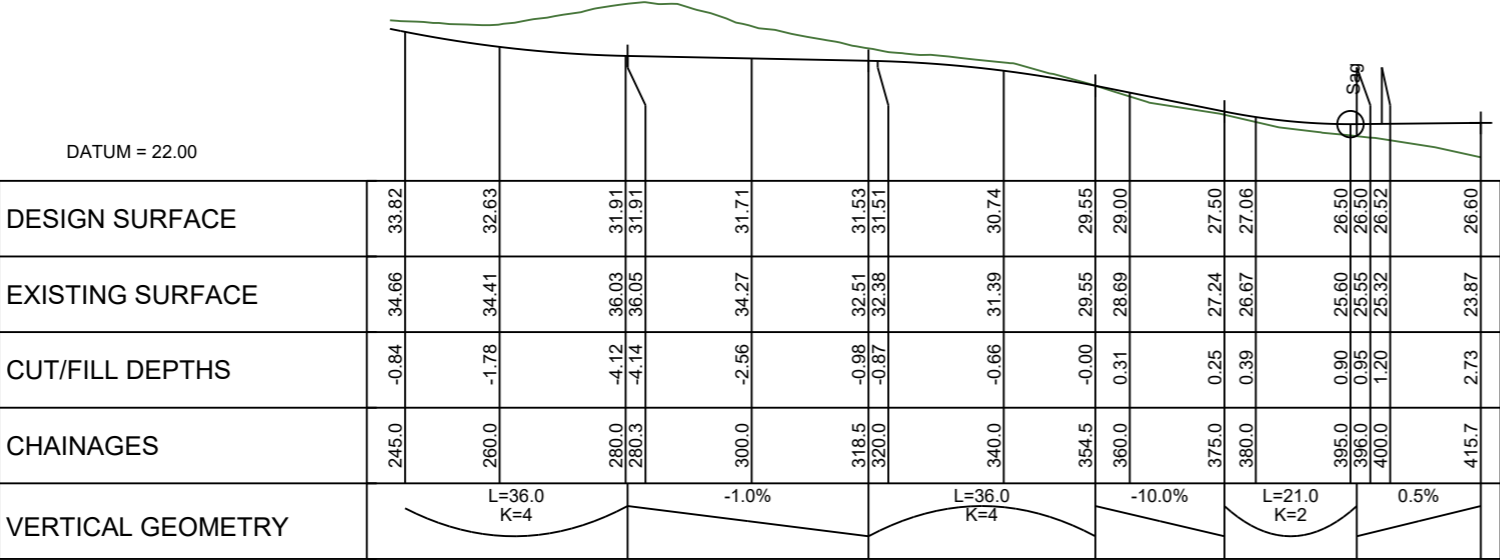 Sag
DATUM = 22.00
DESIGN SURFACE 33.82 32.63 31.91 31.91 31.71 31.53 31.51 30.74 29.55 29.00 27.50 27.06 26.50 26.50 26.52 26.60
EXISTING SURFACE 34.66 34.41 36.03 36.05 34.27 32.51 32.38 31.39 29.55 28.69 27.24 26.67 25.60 25.55 25.32 23.87
CUT/FILL DEPTHS -0.84 -1.78 -4.12 -4.14 -2.56 -0.98 -0.87 -0.66 -0.00 0.31 0.25 0.39 0.90 0.95 1.20 2.73
CHAINAGES 245.0 260.0 280.0 280.3 300.0 318.5 320.0 340.0 354.5 360.0 375.0 380.0 395.0 396.0 400.0 415.7
L=36.0 -1.0% L=36.0 -10.0% L=21.0 0.5%
K=4 K=4 K=2
VERTICAL GEOMETRY